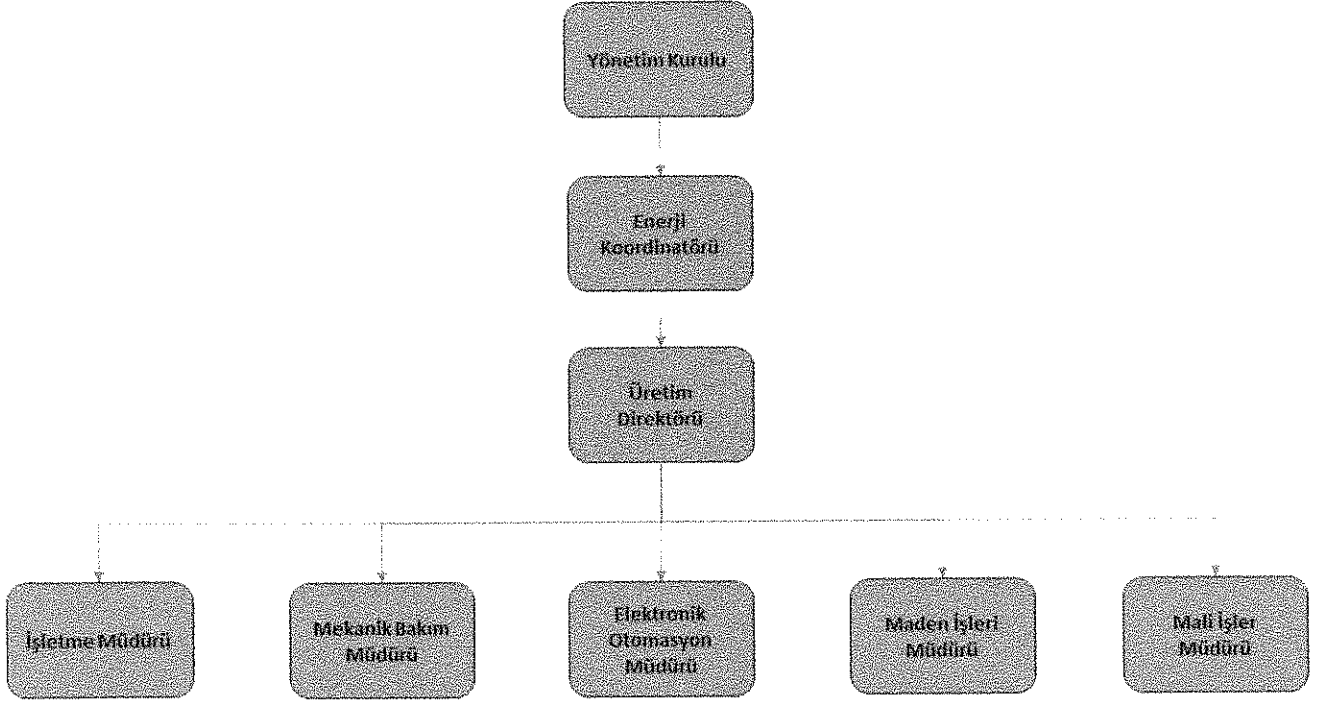 Yönetim Kurulu
Enerji
Koordinatörü
Üretim
Direktörü
İşletme Müdürü
Mekanik Bakım
Müdürü
Elektronik
Otomasyon
Müdürü
Maden İşleri
Müdürü
Mali İşler
Müdürü